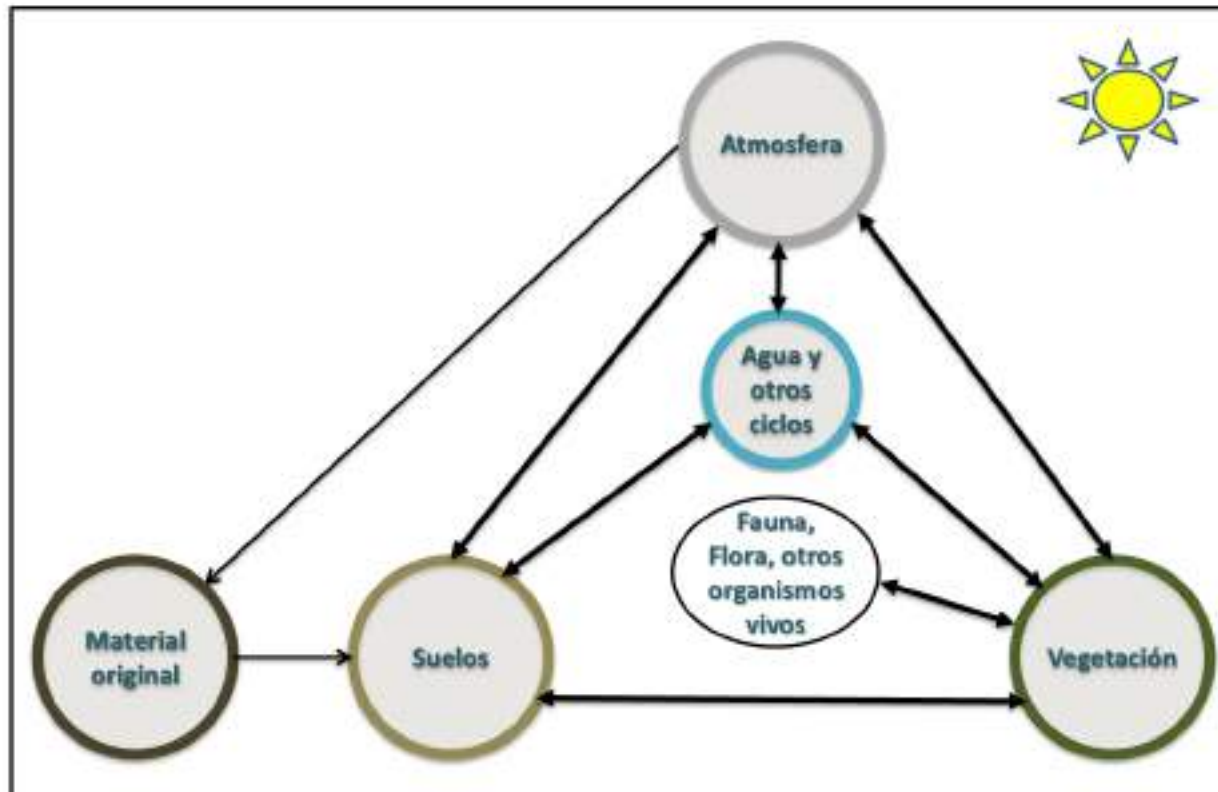 Atmosfera
Agua y
otros
ciclos
Fauna,
Flora, otros
organismos
vivos
Material
original
Suelos
Vegetación